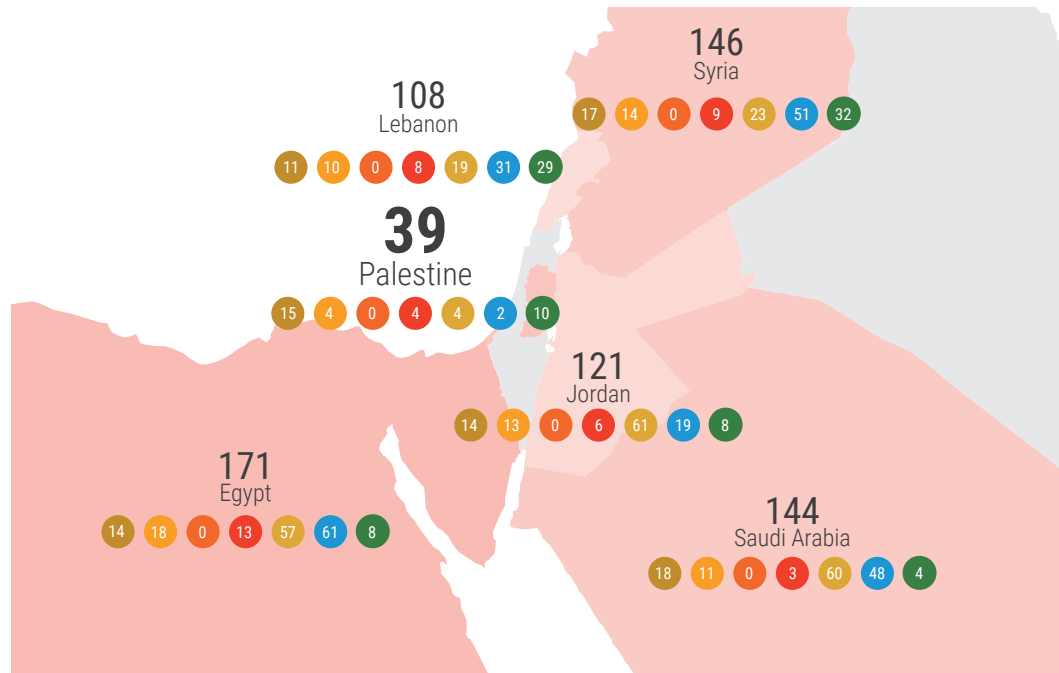 146
Syria
17 14 0 9 23 51 32
108
Lebanon
11 10 0 8 19 31 29
39
Palestine
15 4 0 4 4 2 10
121
Jordan
14 13 0 6 61 19 8
171
Egypt
14 18 0 13 57 61 8
144
Saudi Arabia
18 11 0 3 60 48 4